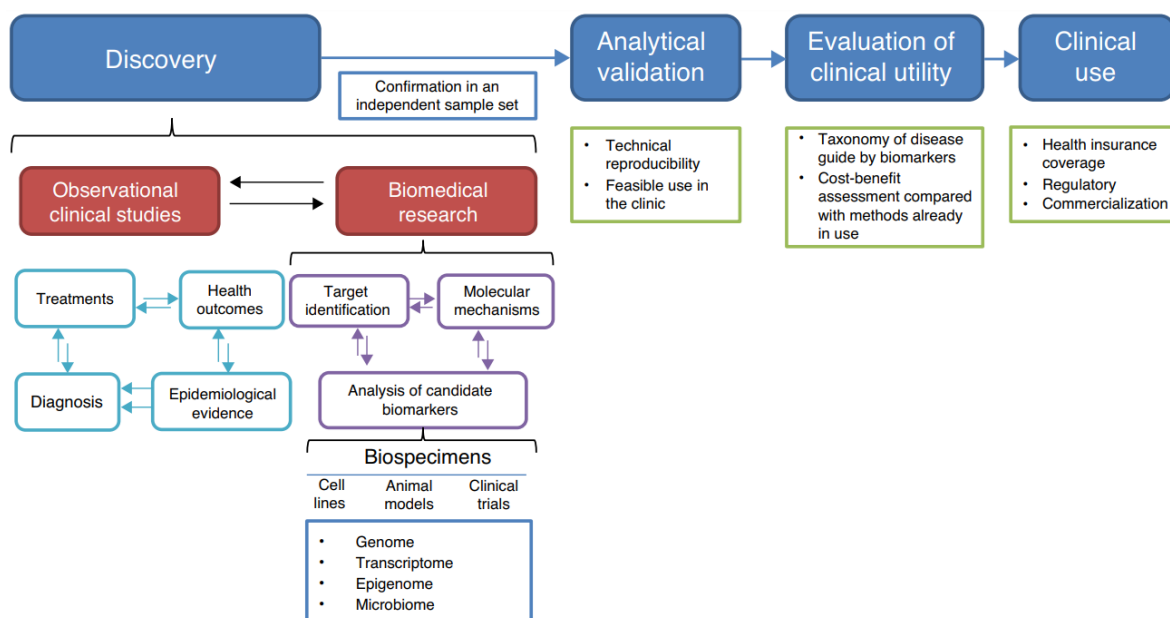 Discovery
Analytical
validation
Evaluation of
clinical utility
Clinical
use
Confirmation in an
independent sample set
• Technical
reproducibility
• Feasible use in
the clinic
• Taxonomy of disease
guide by biomarkers
• Cost-benefit
assessment compared
with methods already
in use
• Health insurance
coverage
• Regulatory
• Commercialization
Observational
clinical studies
Biomedical
research
Treatments
Health
outcomes
Diagnosis
Epidemiological
evidence
Target
identification
Molecular
mechanisms
Analysis of candidate
biomarkers
Biospecimens
Cell
lines
Animal
models
Clinical
trials
• Genome
• Transcriptome
• Epigenome
• Microbiome